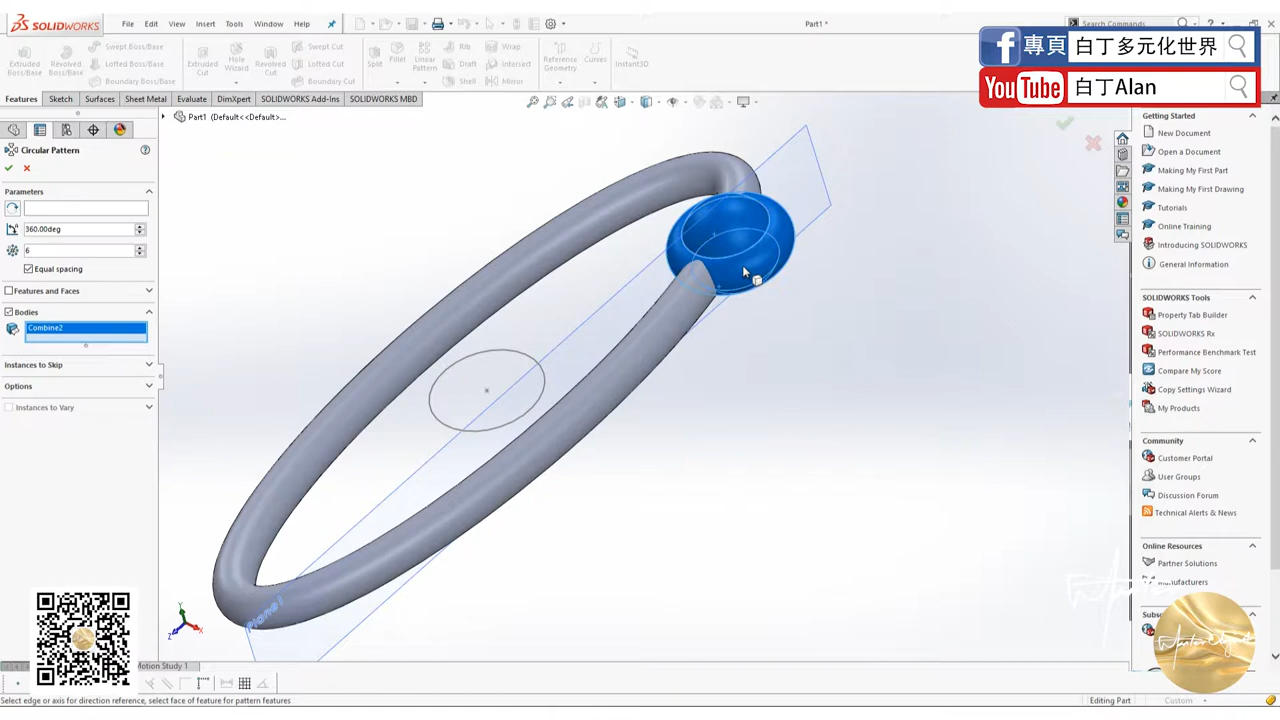 SOLIDWORKS
File Edit View Insert Tools Window Help
Part1 *
Search Commands
Extruded Boss/Base
Revolved Boss/Base
Swept Boss/Base
Lofted Boss/Base
Boundary Boss/Base
Extruded Cut
Hole Wizard
Revolved Cut
Swept Cut
Lofted Cut
Boundary Cut
Split
Fillet
Linear Pattern
Rib
Draft
Shell
Wrap
Intersect
Mirror
Reference Geometry
Curves
Instant3D
專頁 白丁多元化世界
YouTube 白丁Alan
Features Sketch Surfaces Sheet Metal Evaluate DimXpert SOLIDWORKS Add-Ins SOLIDWORKS MBD
Part1 (Default<<Default>...
Circular Pattern
Parameters
360.00deg
6
Equal spacing
Features and Faces
Bodies
Combine2
Instances to Skip
Options
Instances to Vary
Plane1
Y
X
Z
Getting Started
New Document
Open a Document
Making My First Part
Making My First Drawing
Tutorials
Online Training
Introducing SOLIDWORKS
General Information
SOLIDWORKS Tools
Property Tab Builder
SOLIDWORKS Rx
Performance Benchmark Test
Compare My Score
Copy Settings Wizard
My Products
Community
Customer Portal
User Groups
Discussion Forum
Technical Alerts & News
Online Resources
Partner Solutions
Manufacturers
Motion Study 1
Select edge or axis for direction reference, select face of feature for pattern features
Editing Part
Custom